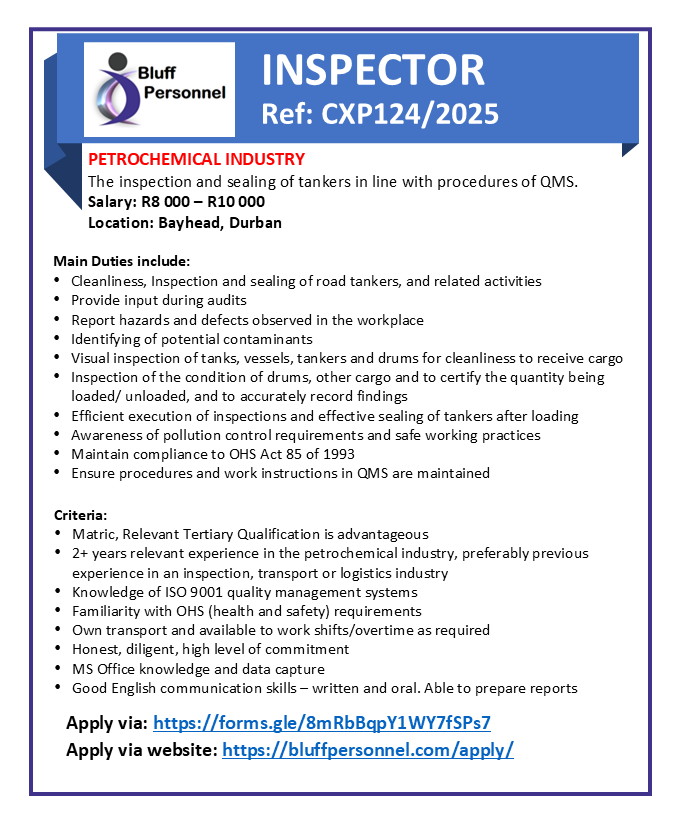 Bluff
Personnel
INSPECTOR
Ref: CXP124/2025
PETROCHEMICAL INDUSTRY
The inspection and sealing of tankers in line with procedures of QMS.
Salary: R8 000 – R10 000
Location: Bayhead, Durban
Main Duties include:
• Cleanliness, Inspection and sealing of road tankers, and related activities
• Provide input during audits
• Report hazards and defects observed in the workplace
• Identifying of potential contaminants
• Visual inspection of tanks, vessels, tankers and drums for cleanliness to receive cargo
• Inspection of the condition of drums, other cargo and to certify the quantity being
loaded/ unloaded, and to accurately record findings
• Efficient execution of inspections and effective sealing of tankers after loading
• Awareness of pollution control requirements and safe working practices
• Maintain compliance to OHS Act 85 of 1993
• Ensure procedures and work instructions in QMS are maintained
Criteria:
• Matric, Relevant Tertiary Qualification is advantageous
• 2+ years relevant experience in the petrochemical industry, preferably previous
experience in an inspection, transport or logistics industry
• Knowledge of ISO 9001 quality management systems
• Familiarity with OHS (health and safety) requirements
• Own transport and available to work shifts/overtime as required
• Honest, diligent, high level of commitment
• MS Office knowledge and data capture
• Good English communication skills – written and oral. Able to prepare reports
Apply via: https://forms.gle/8mRbBqpY1WY7fSPs7
Apply via website: https://bluffpersonnel.com/apply/